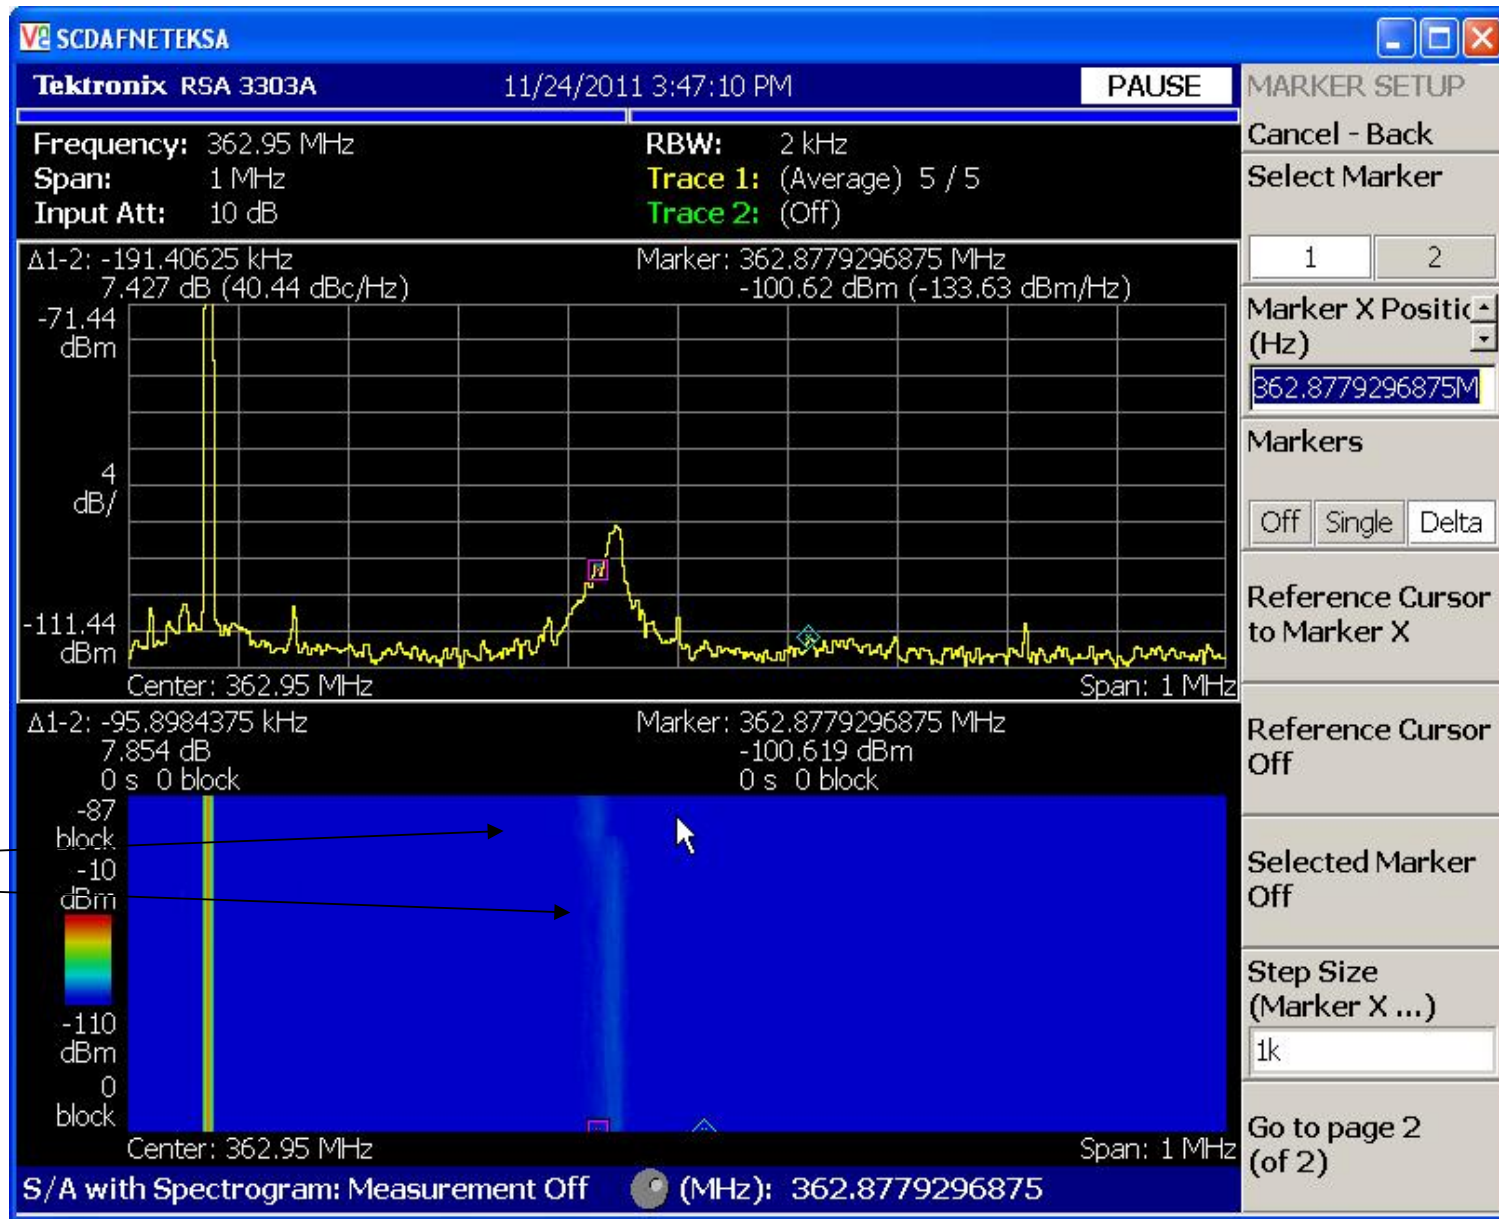 SCDAFNETEKSA
Tektronix RSA 3303A 11/24/2011 3:47:10 PM PAUSE
Frequency: 362.95 MHz RBW: 2 kHz
Span: 1 MHz Trace 1: (Average) 5 / 5
Input Att: 10 dB Trace 2: (Off)
Δ1-2: -191.40625 kHz Marker: 362.8779296875 MHz
7.427 dB (40.44 dBc/Hz) -100.62 dBm (-133.63 dBm/Hz)
-71.44
dBm
4
dB/
-111.44
dBm
Center: 362.95 MHz Span: 1 MHz
Δ1-2: -95.8984375 kHz Marker: 362.8779296875 MHz
7.854 dB -100.619 dBm
0 s 0 block 0 s 0 block
-87
block
-10
dBm
-110
dBm
0
block
Center: 362.95 MHz Span: 1 MHz
S/A with Spectrogram: Measurement Off (MHz): 362.8779296875
MARKER SETUP
Cancel - Back
Select Marker
1 2
Marker X Positic
(Hz)
362.8779296875M
Markers
Off Single Delta
Reference Cursor
to Marker X
Reference Cursor
Off
Selected Marker
Off
Step Size
(Marker X ...)
1k
Go to page 2
(of 2)